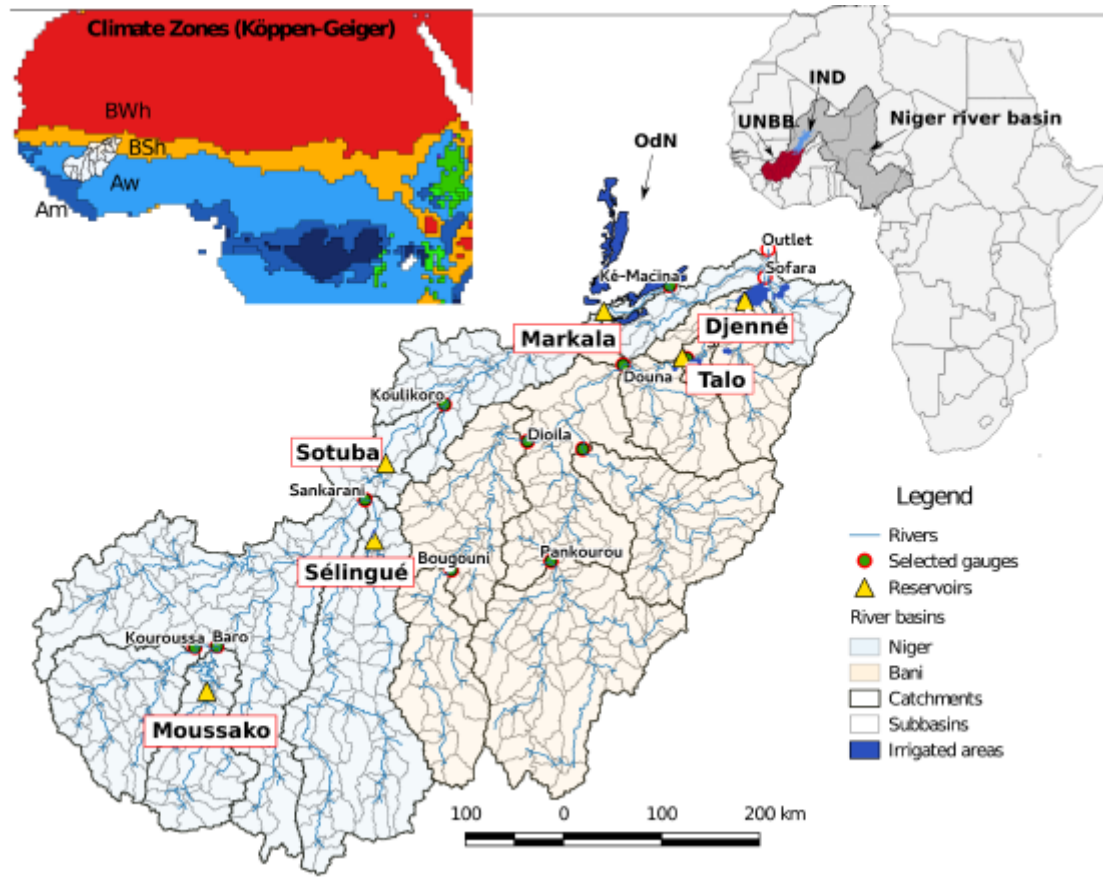 Climate Zones (Köppen-Geiger)
BWh
BSh
Aw
Am
IND
UNBB
Niger river basin
OdN
Outlet
Sofara
Ké-Macina
Markala
Djenné
Douna
Talo
Koulikoro
Dioila
Sotuba
Sankarani
Sélingué
Bougouni
Pankourou
Kouroussa
Baro
Moussako
Legend
Rivers
Selected gauges
Reservoirs
River basins
Niger
Bani
Catchments
Subbasins
Irrigated areas
100 0 100 200 km